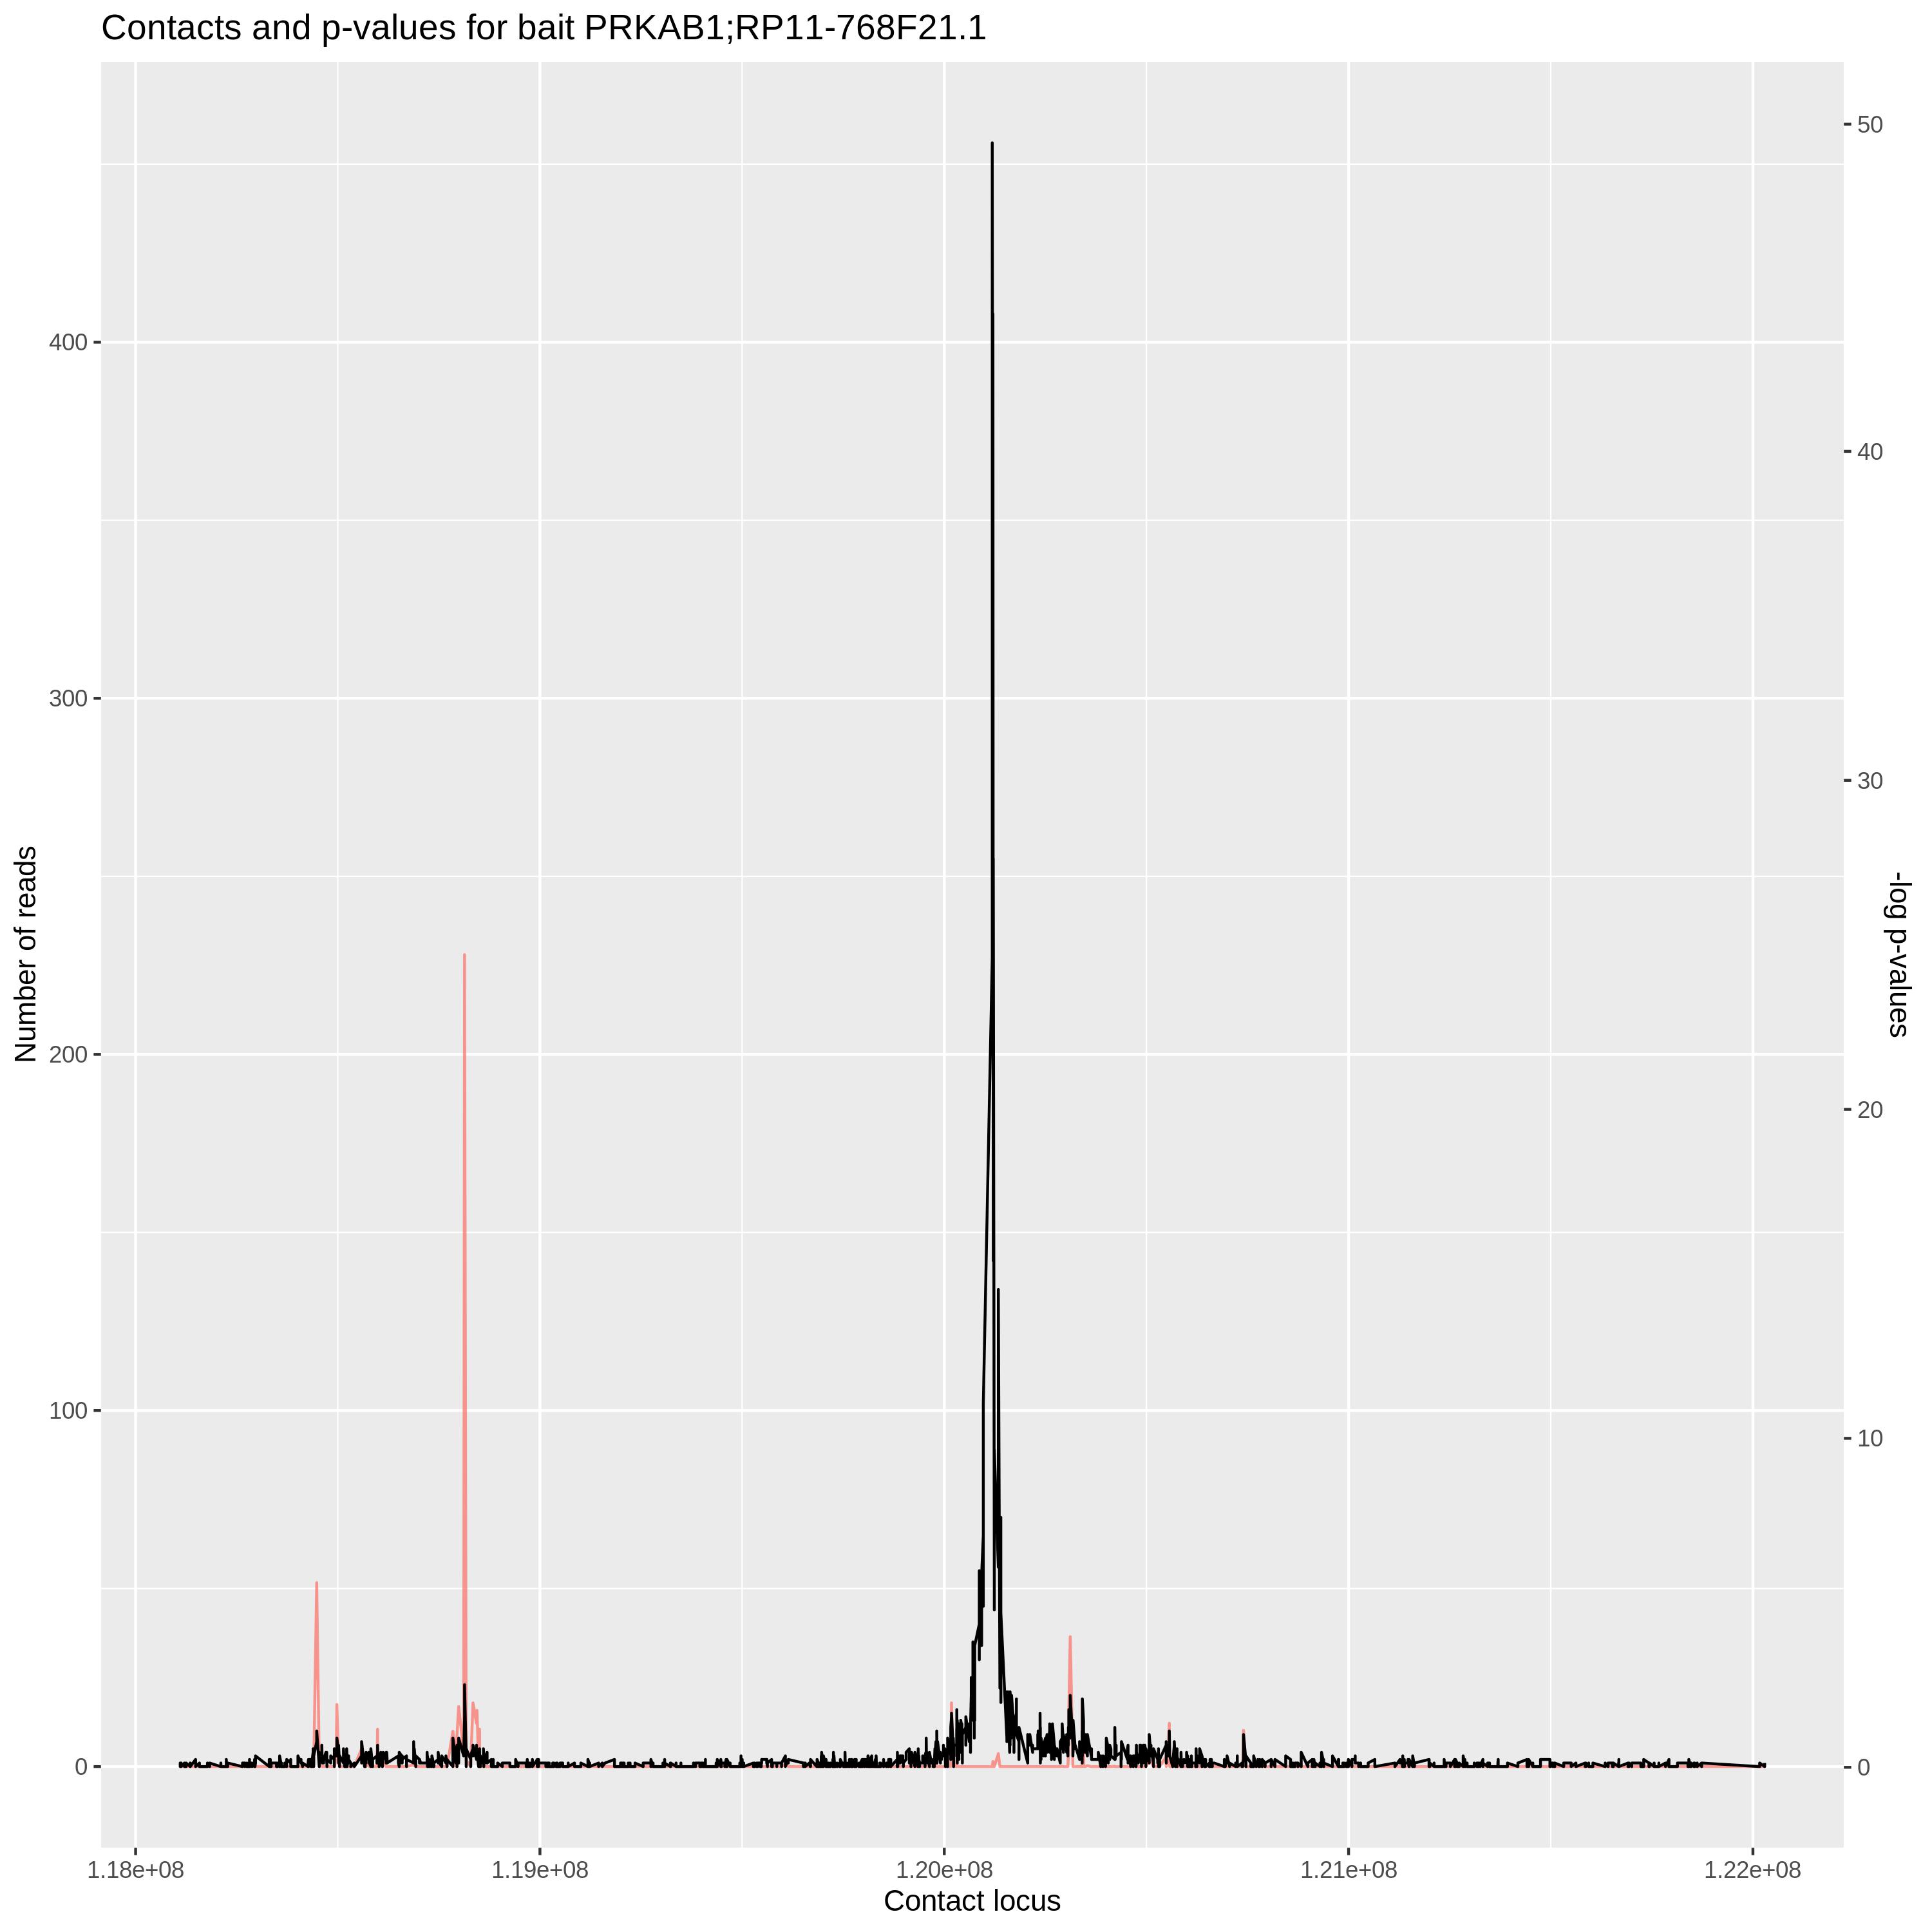 Contacts and p-values for bait PRKAB1;RP11-768F21.1
Number of reads
400
300
200
100
0
50
40
30
20
10
0
-log p-values
1.18e+08
1.19e+08
1.20e+08
1.21e+08
1.22e+08
Contact locus